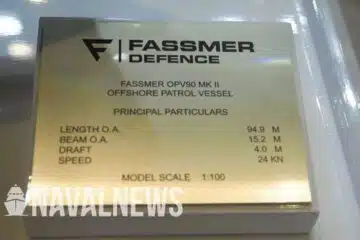 FASSMER
DEFENCE
FASSMER OPV90 MK II
OFFSHORE PATROL VESSEL
PRINCIPAL PARTICULARS
LENGTH O.A. 94.9 M
BEAM O.A. 15.2 M
DRAFT 4.0 M
SPEED 24 KN
MODEL SCALE 1:100
NAVALNEWS